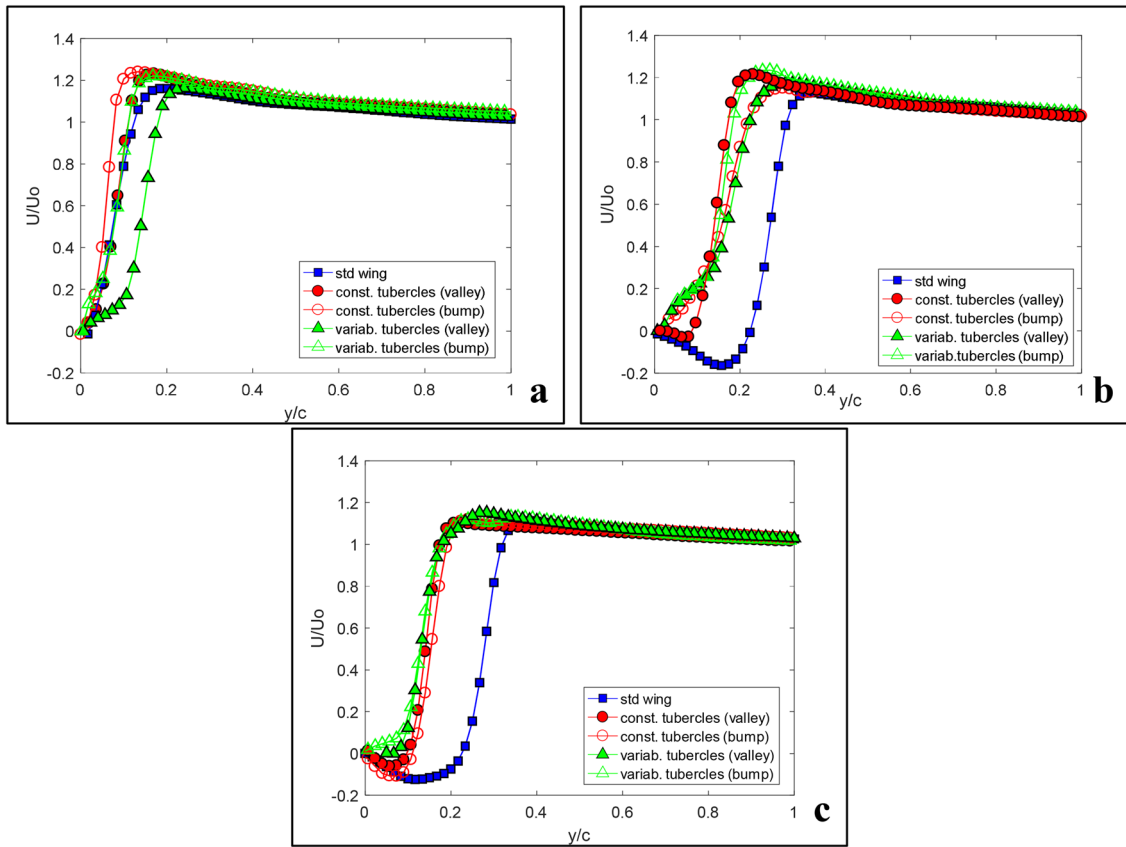 1.4
1.2
1
0.8
0.6
0.4
0.2
0
-0.2
U/Uo
0 0.2 0.4 0.6 0.8 1
y/c
std wing
const. tubercles (valley)
const. tubercles (bump)
variab. tubercles (valley)
variab. tubercles (bump)
a
1.4
1.2
1
0.8
0.6
0.4
0.2
0
-0.2
U/Uo
0 0.2 0.4 0.6 0.8 1
y/c
std wing
const. tubercles (valley)
const. tubercles (bump)
variab. tubercles (valley)
variab.tubercles (bump)
b
1.4
1.2
1
0.8
0.6
0.4
0.2
0
-0.2
U/Uo
0 0.2 0.4 0.6 0.8 1
y/c
std wing
const. tubercles (valley)
const. tubercles (bump)
variab. tubercles (valley)
variab. tubercles (bump)
c